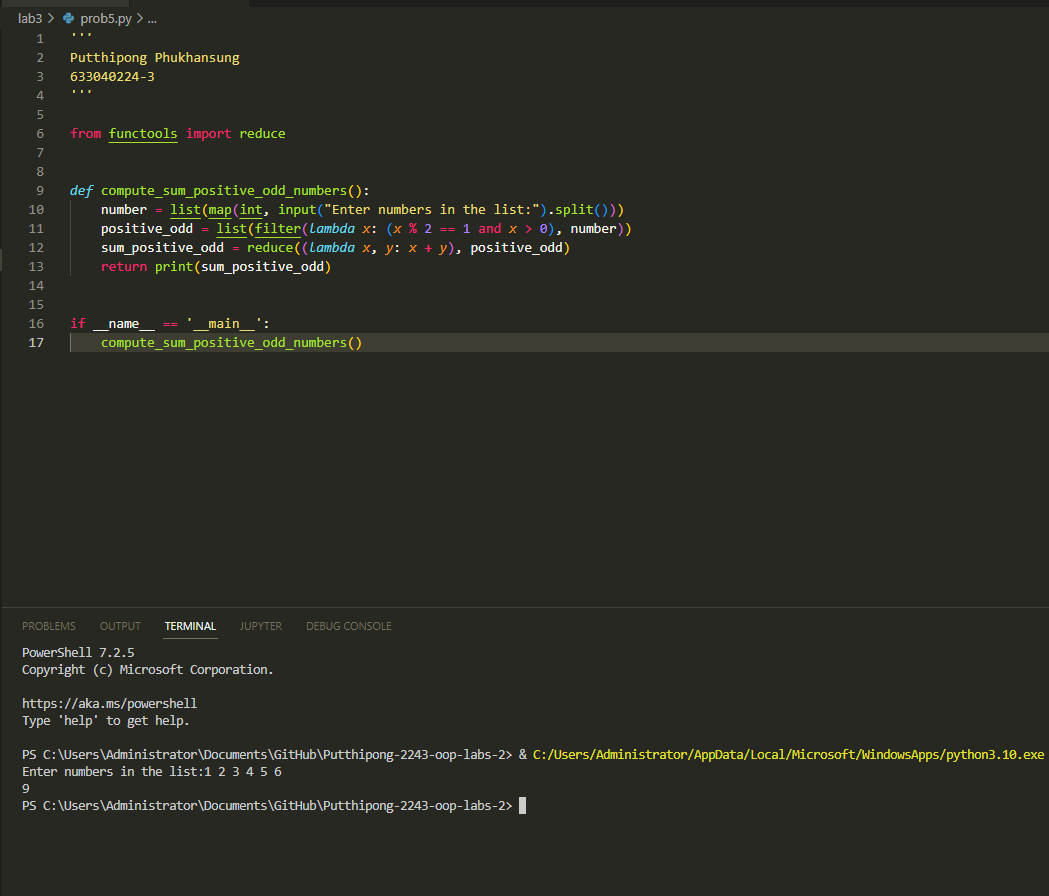 lab3 > prob5.py > ...
1 '''
2 Putthipong Phukhansung
3 633040224-3
4 '''
5
6 from functools import reduce
7
8
9 def compute_sum_positive_odd_numbers():
10     number = list(map(int, input("Enter numbers in the list:").split()))
11     positive_odd = list(filter(lambda x: (x % 2 == 1 and x > 0), number))
12     sum_positive_odd = reduce((lambda x, y: x + y), positive_odd)
13     return print(sum_positive_odd)
14
15
16 if __name__ == '__main__':
17     compute_sum_positive_odd_numbers()
PROBLEMS OUTPUT TERMINAL JUPYTER DEBUG CONSOLE
PowerShell 7.2.5
Copyright (c) Microsoft Corporation.
https://aka.ms/powershell
Type 'help' to get help.
PS C:\Users\Administrator\Documents\GitHub\Putthipong-2243-oop-labs-2> & C:/Users/Administrator/AppData/Local/Microsoft/WindowsApps/python3.10.exe
Enter numbers in the list:1 2 3 4 5 6
9
PS C:\Users\Administrator\Documents\GitHub\Putthipong-2243-oop-labs-2>